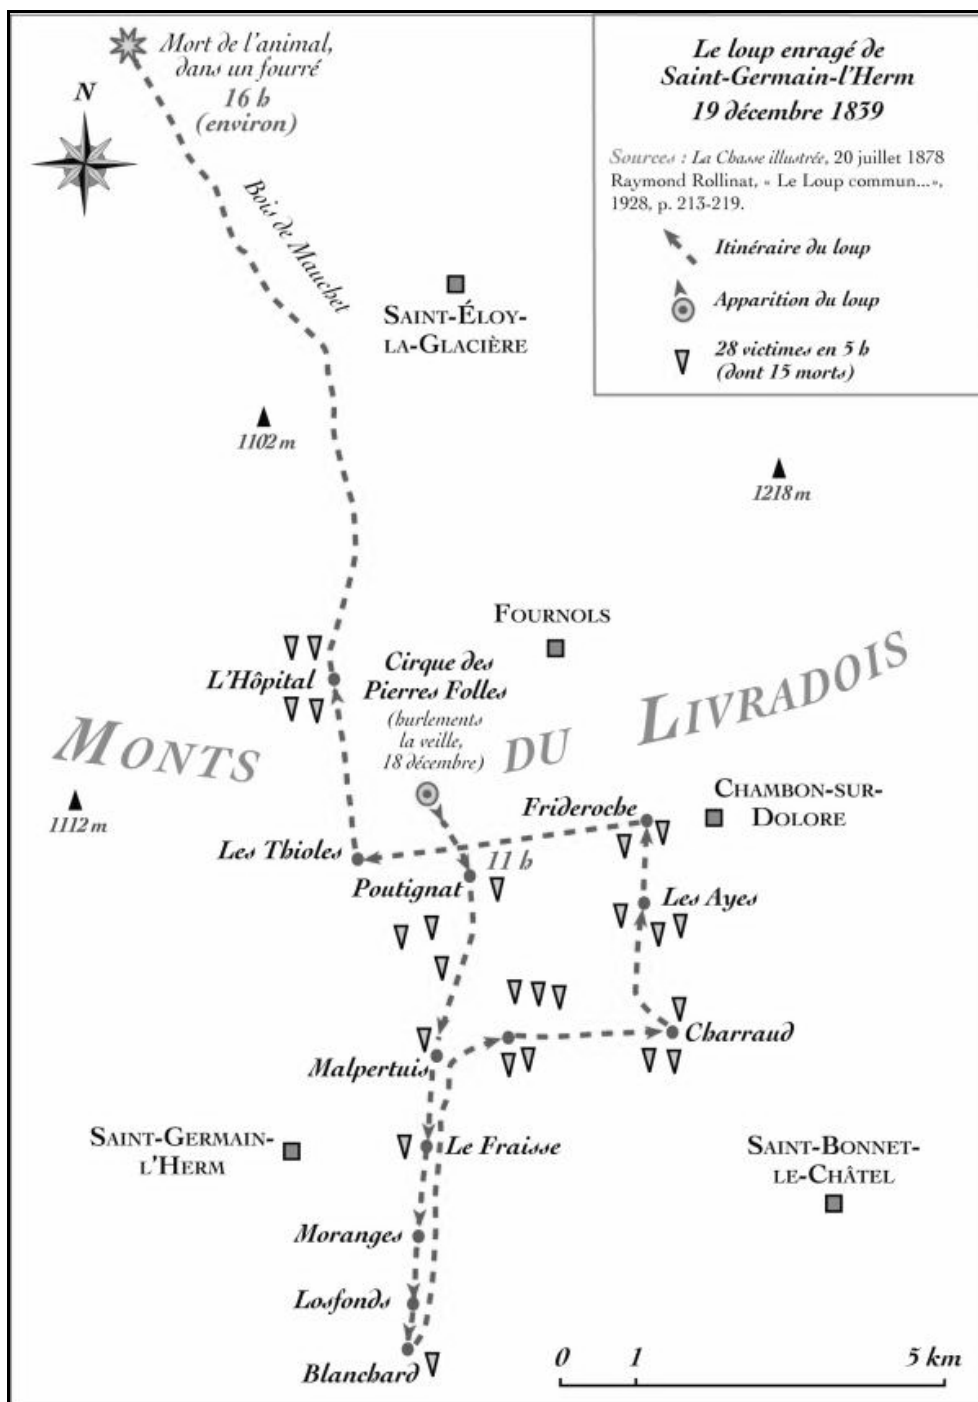 Mort de l'animal,
dans un fourré
16 h
(environ)
N
Le loup enragé de
Saint-Germain-l'Herm
19 décembre 1839
Sources : La Chasse illustrée, 20 juillet 1878
Raymond Rollinat, « Le Loup commun... »,
1928, p. 213-219.
Itinéraire du loup
Apparition du loup
28 victimes en 5 h
(dont 15 morts)
Bois de Mauchet
SAINT-ÉLOY-
LA-GLACIÈRE
1102 m
1218 m
FOURNOLS
L'Hôpital
Cirque des
Pierres Folles
(hurlements
la veille,
18 décembre)
MONTS DU LIVRADOIS
1112 m
Frideroche
CHAMBON-SUR-
DOLORE
Les Thioles
11 h
Poutignat
Les Ayes
Malpertuis
Charraud
SAINT-GERMAIN-
L'HERM
Le Fraisse
SAINT-BONNET-
LE-CHÂTEL
Moranges
Losfonds
Blanchard
0 1 5 km